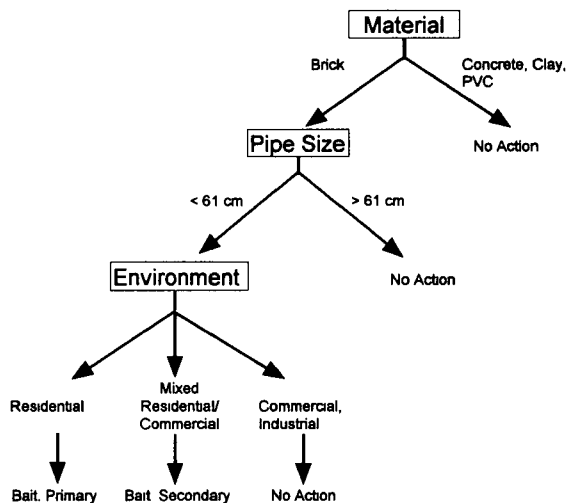 Material
Brick
Concrete, Clay,
PVC
Pipe Size
No Action
< 61 cm
> 61 cm
Environment
No Action
Residential
Mixed
Residential/
Commercial
Commercial,
Industrial
Bait. Primary
Bait Secondary
No Action